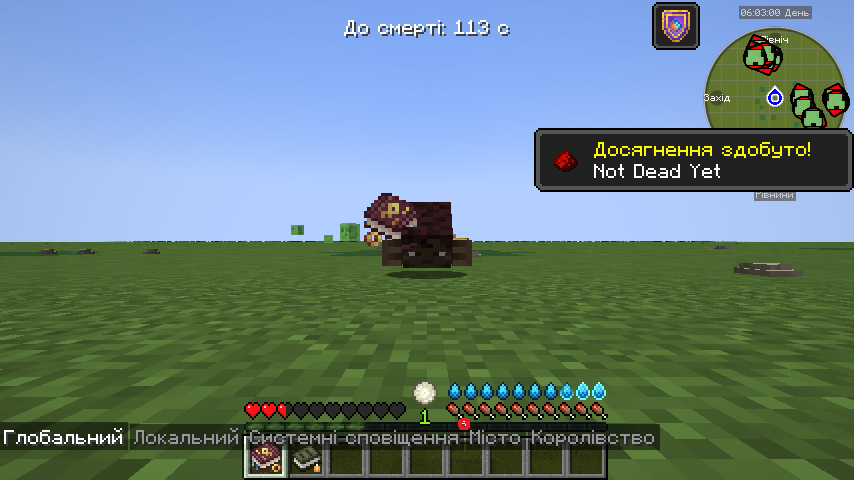 До смерті: 113 с
06:03:00 День
Північ
Захід
Досягнення здобуто!
Not Dead Yet
Рівнини
1
Глобальний Локальний Системні сповіщення Місто Королівство